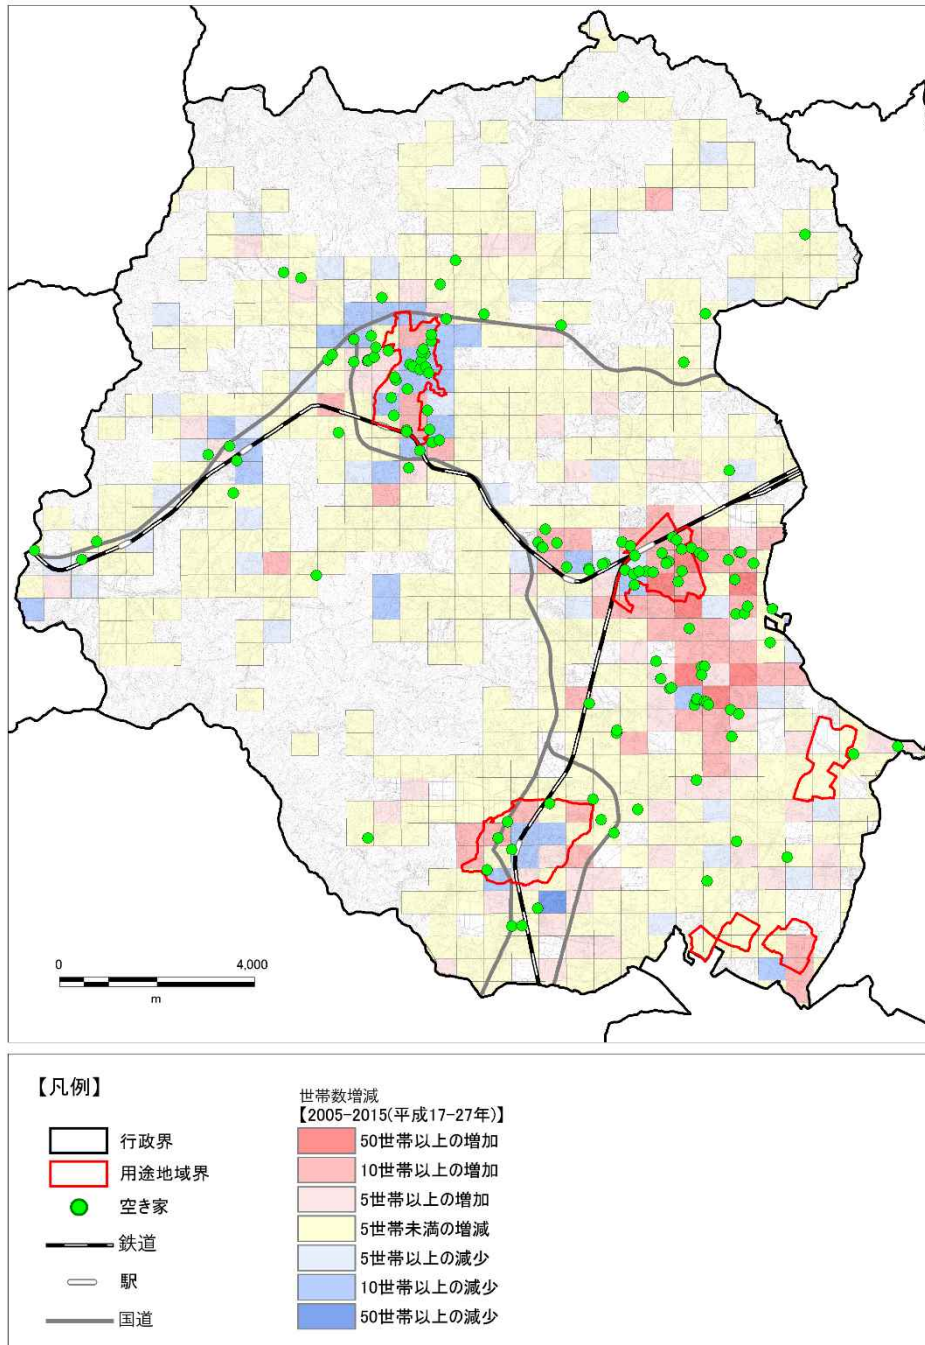 0 4,000
m
【凡例】
行政界
用途地域界
空き家
鉄道
駅
国道
世帯数増減
【2005-2015(平成17-27年)】
50世帯以上の増加
10世帯以上の増加
5世帯以上の増加
5世帯未満の増減
5世帯以上の減少
10世帯以上の減少
50世帯以上の減少